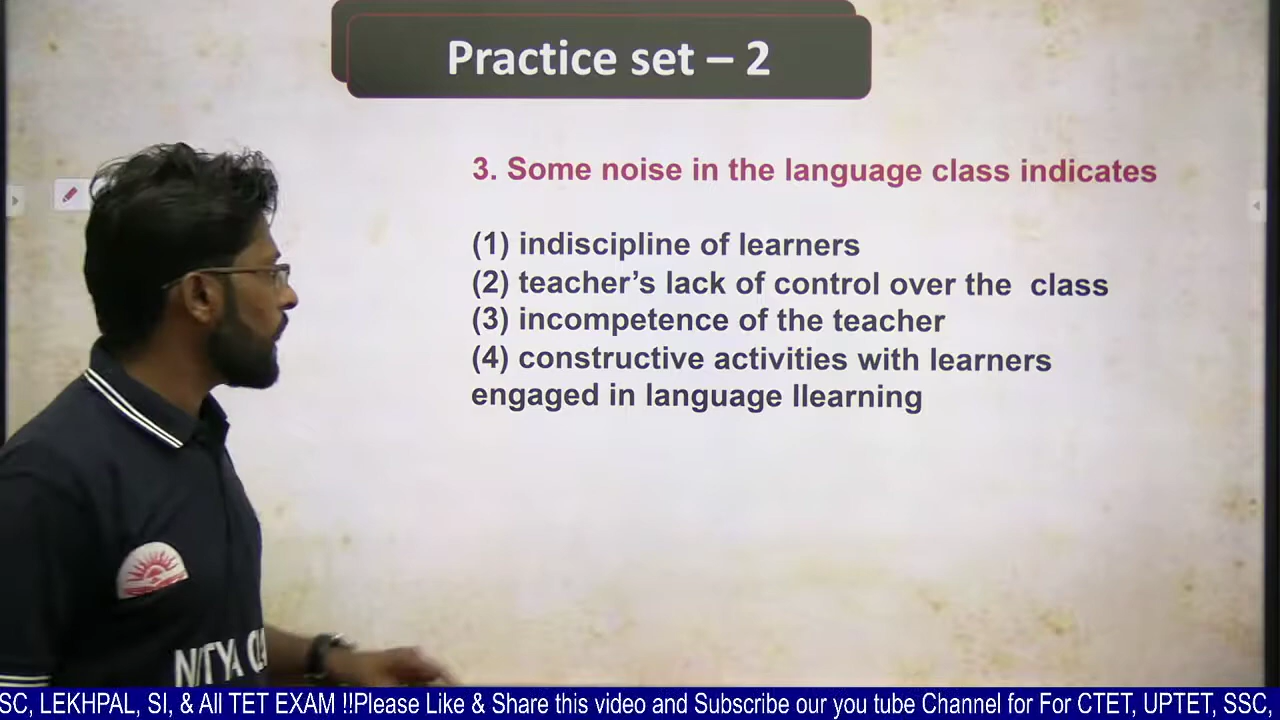 Practice set – 2
3. Some noise in the language class indicates
(1) indiscipline of learners
(2) teacher’s lack of control over the class
(3) incompetence of the teacher
(4) constructive activities with learners
engaged in language llearning
SC, LEKHPAL, SI, & All TET EXAM !!Please Like & Share this video and Subscribe our you tube Channel for For CTET, UPTET, SSC,